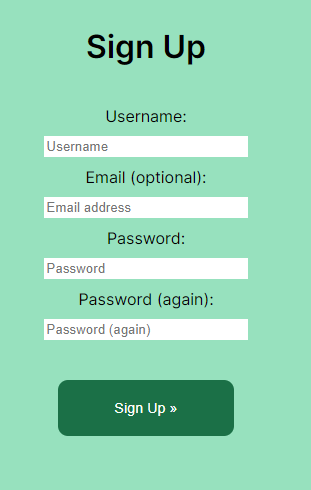 Sign Up
Username:
Username
Email (optional):
Email address
Password:
Password
Password (again):
Password (again)
Sign Up »